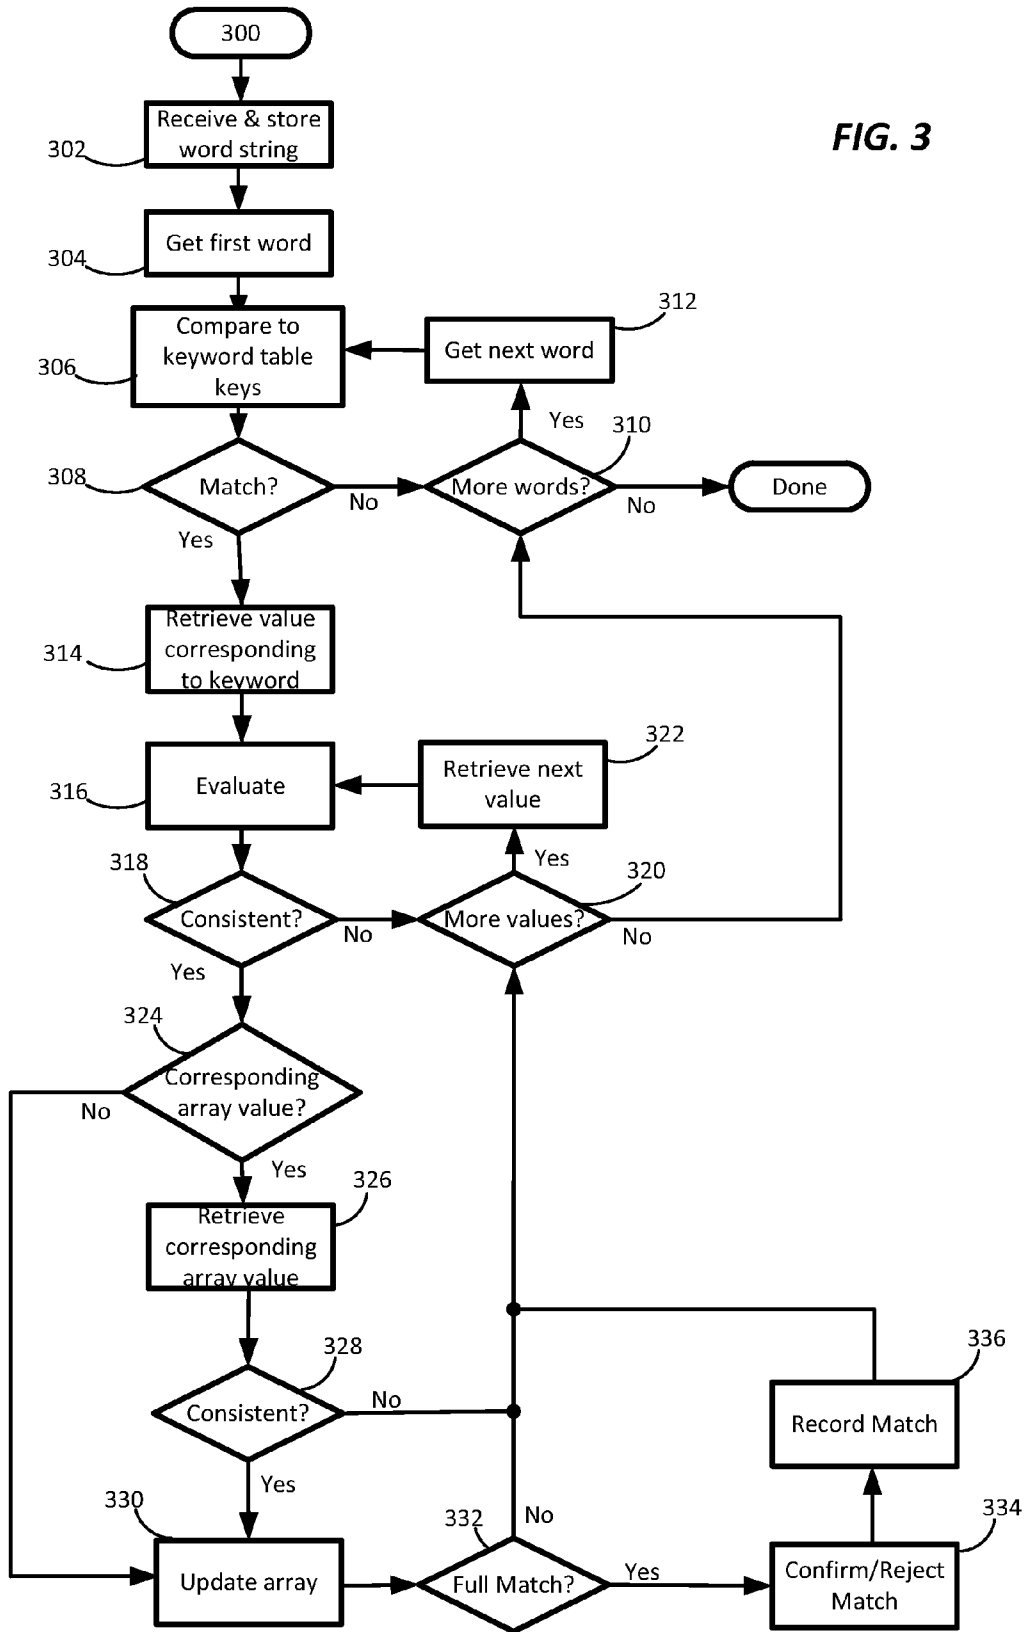 300
FIG. 3
Receive & store
word string
302
Get first word
304
312
Compare to
keyword table
keys
Get next word
306
Yes
310
308
Match?
No
More words?
No
Done
Yes
Retrieve value
corresponding
to keyword
314
322
Retrieve next
value
Evaluate
316
Yes
318
320
Consistent?
No
More values?
No
Yes
324
Corresponding
array value?
No
Yes
326
Retrieve
corresponding
array value
328
336
Consistent?
No
Record Match
Yes
330
332
No
334
Update array
Full Match?
Yes
Confirm/Reject
Match